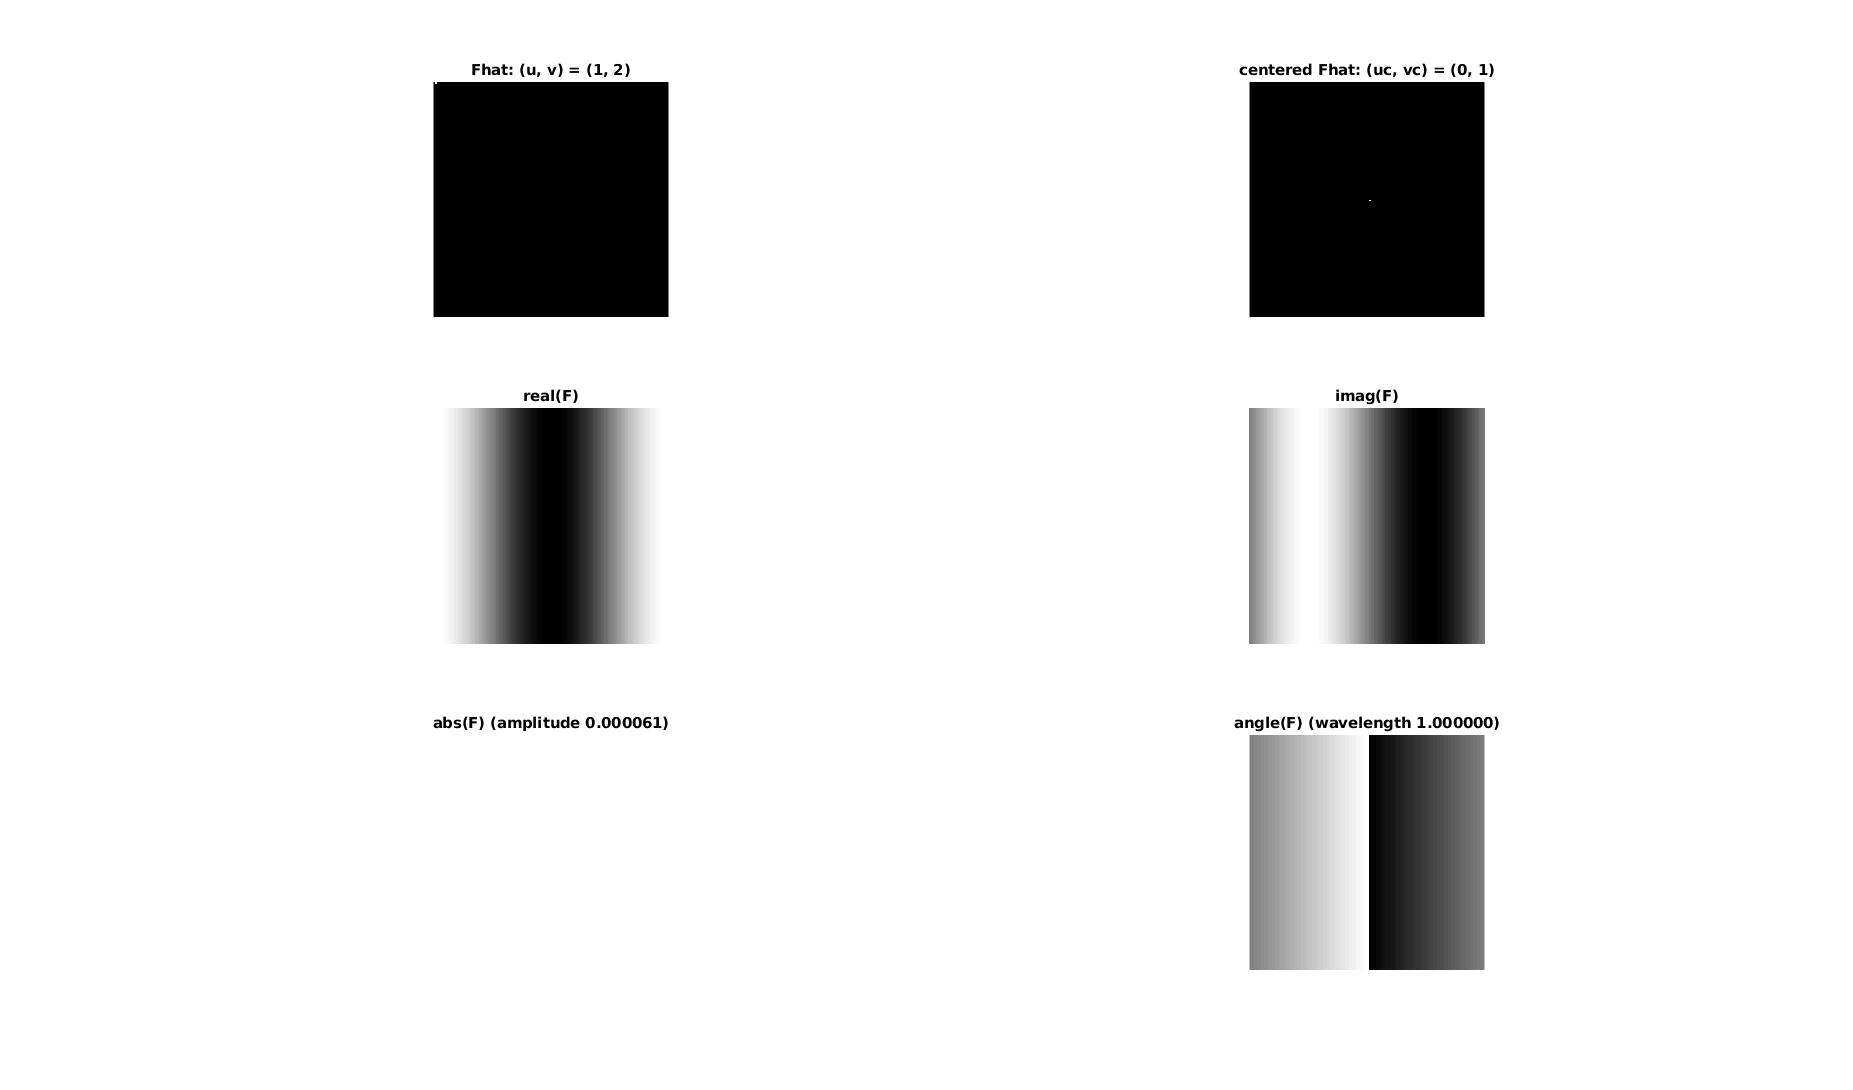 Fhat: (u, v) = (1, 2)
centered Fhat: (uc, vc) = (0, 1)
real(F)
imag(F)
abs(F) (amplitude 0.000061)
angle(F) (wavelength 1.000000)